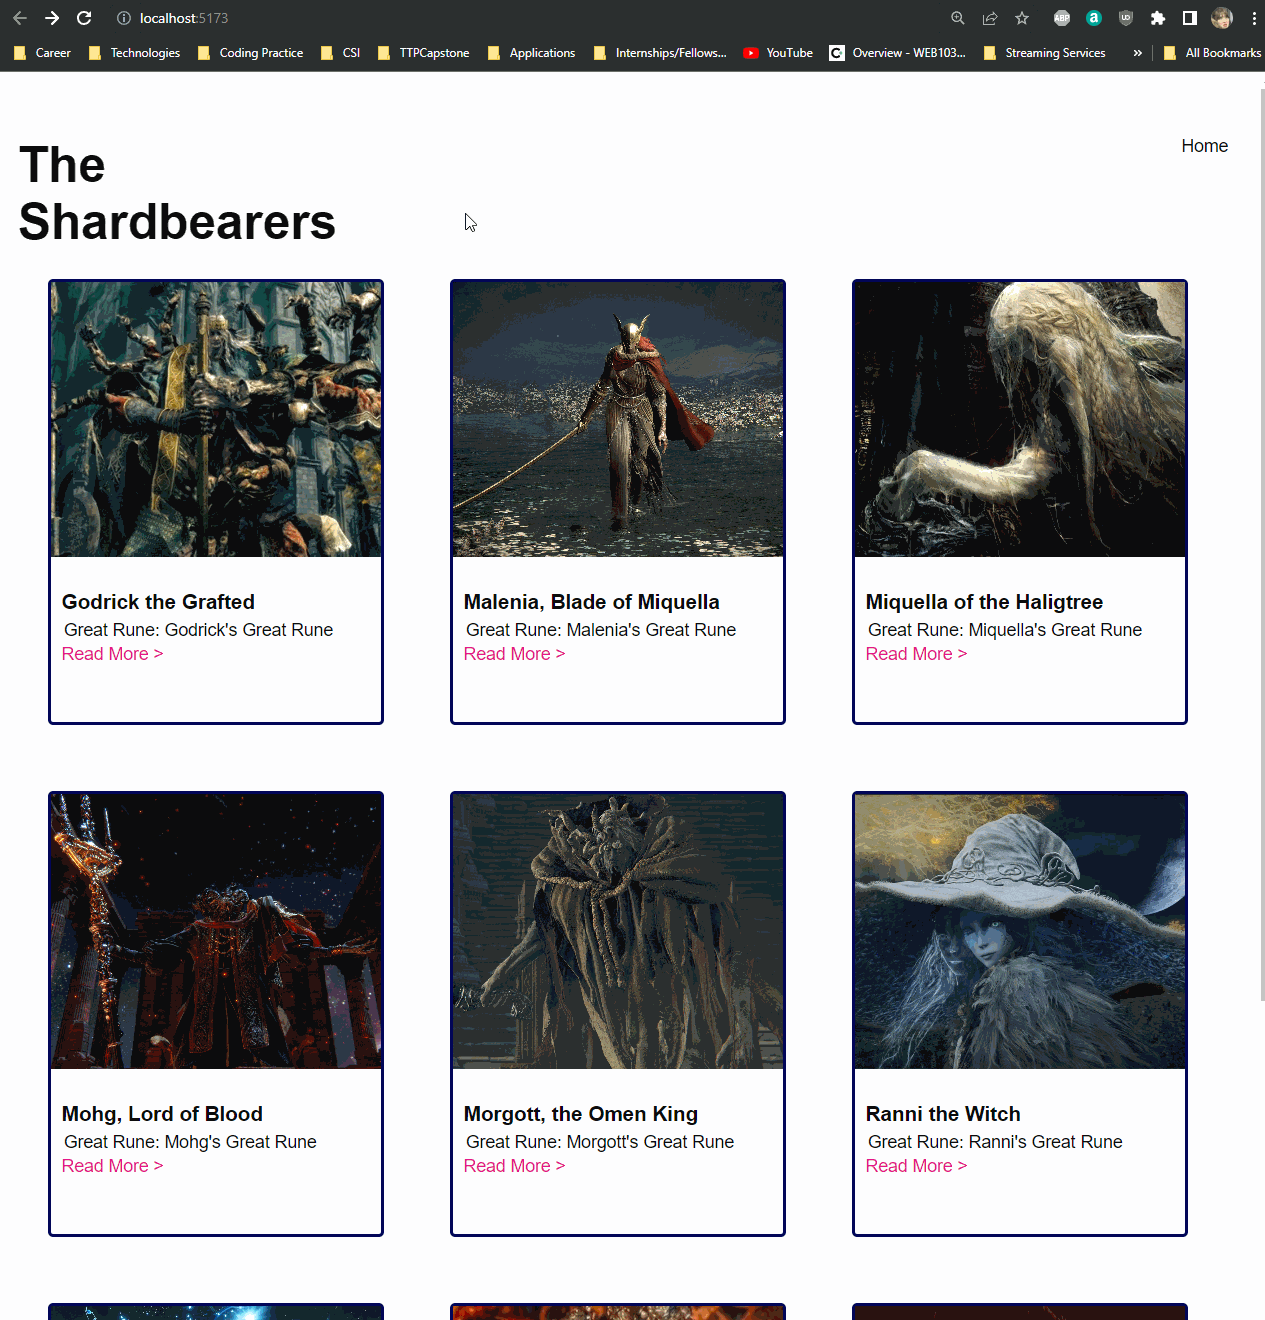 localhost:5173
ABP
a
UD
Career
Technologies
Coding Practice
CSI
TTPCapstone
Applications
Internships/Fellows...
YouTube
C
Overview - WEB103...
Streaming Services
»
All Bookmarks
Home
The
Shardbearers
Godrick the Grafted
Great Rune: Godrick's Great Rune
Read More >
Malenia, Blade of Miquella
Great Rune: Malenia's Great Rune
Read More >
Miquella of the Haligtree
Great Rune: Miquella's Great Rune
Read More >
Mohg, Lord of Blood
Great Rune: Mohg's Great Rune
Read More >
Morgott, the Omen King
Great Rune: Morgott's Great Rune
Read More >
Ranni the Witch
Great Rune: Ranni's Great Rune
Read More >